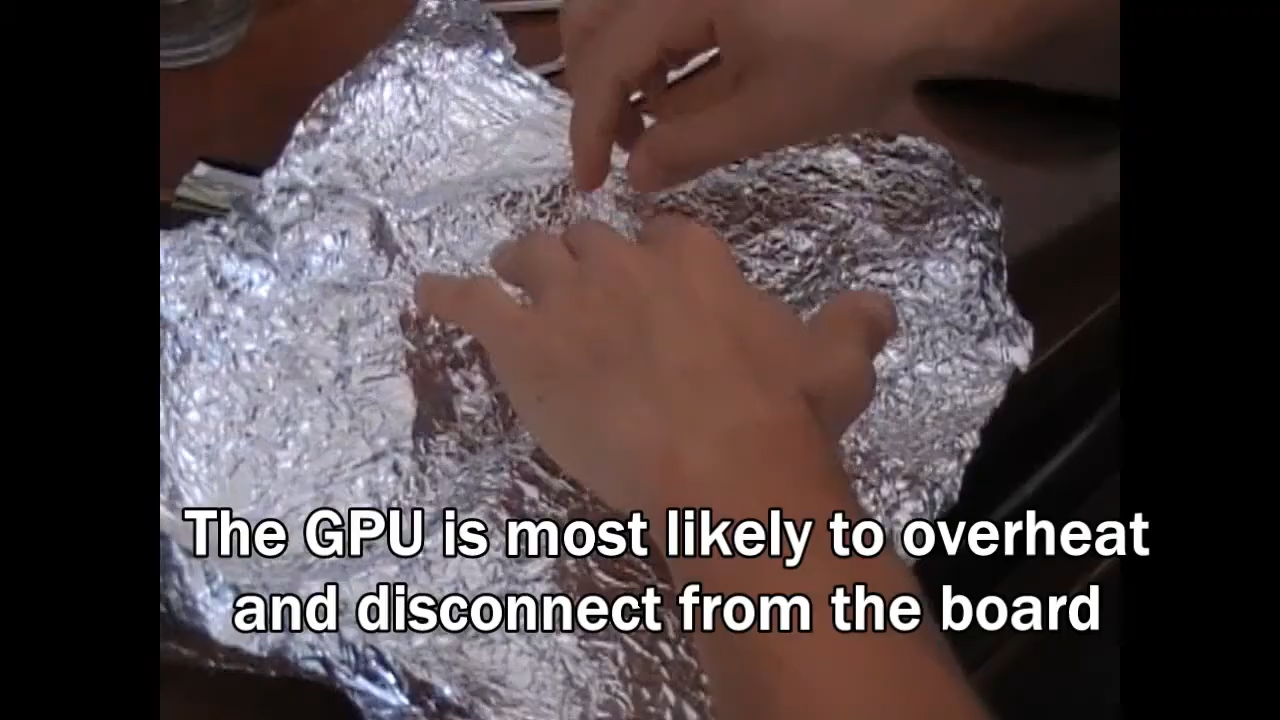 The GPU is most likely to overheat
and disconnect from the board